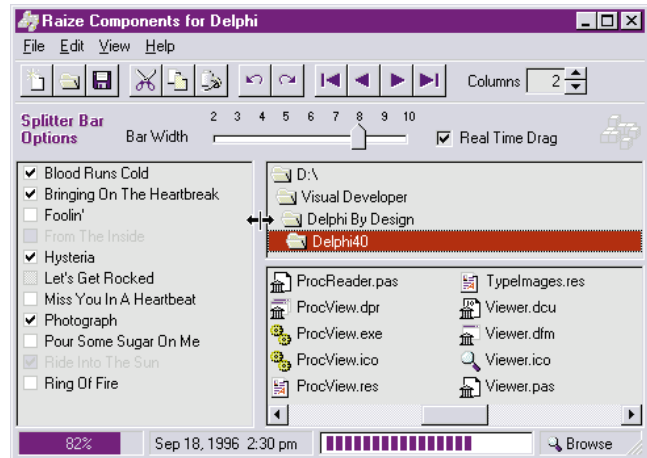 Raize Components for Delphi
File Edit View Help
Columns 2
Splitter Bar Options
Bar Width
2 3 4 5 6 7 8 9 10
Real Time Drag
Blood Runs Cold
Bringing On The Heartbreak
Foolin'
From The Inside
Hysteria
Let's Get Rocked
Miss You In A Heartbeat
Photograph
Pour Some Sugar On Me
Ride Into The Sun
Ring Of Fire
D:\
Visual Developer
Delphi By Design
Delphi40
ProcReader.pas
ProcView.dpr
ProcView.exe
ProcView.ico
ProcView.res
TypeImages.res
Viewer.dcu
Viewer.dfm
Viewer.ico
Viewer.pas
82%
Sep 18, 1996 2:30 pm
Browse